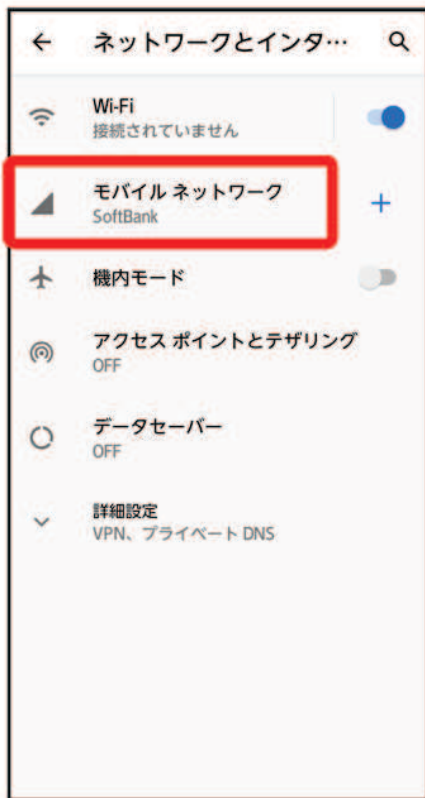 ネットワークとインタ…
Wi-Fi
接続されていません
モバイル ネットワーク
SoftBank
機内モード
アクセス ポイントとテザリング
OFF
データセーバー
OFF
詳細設定
VPN、プライベート DNS